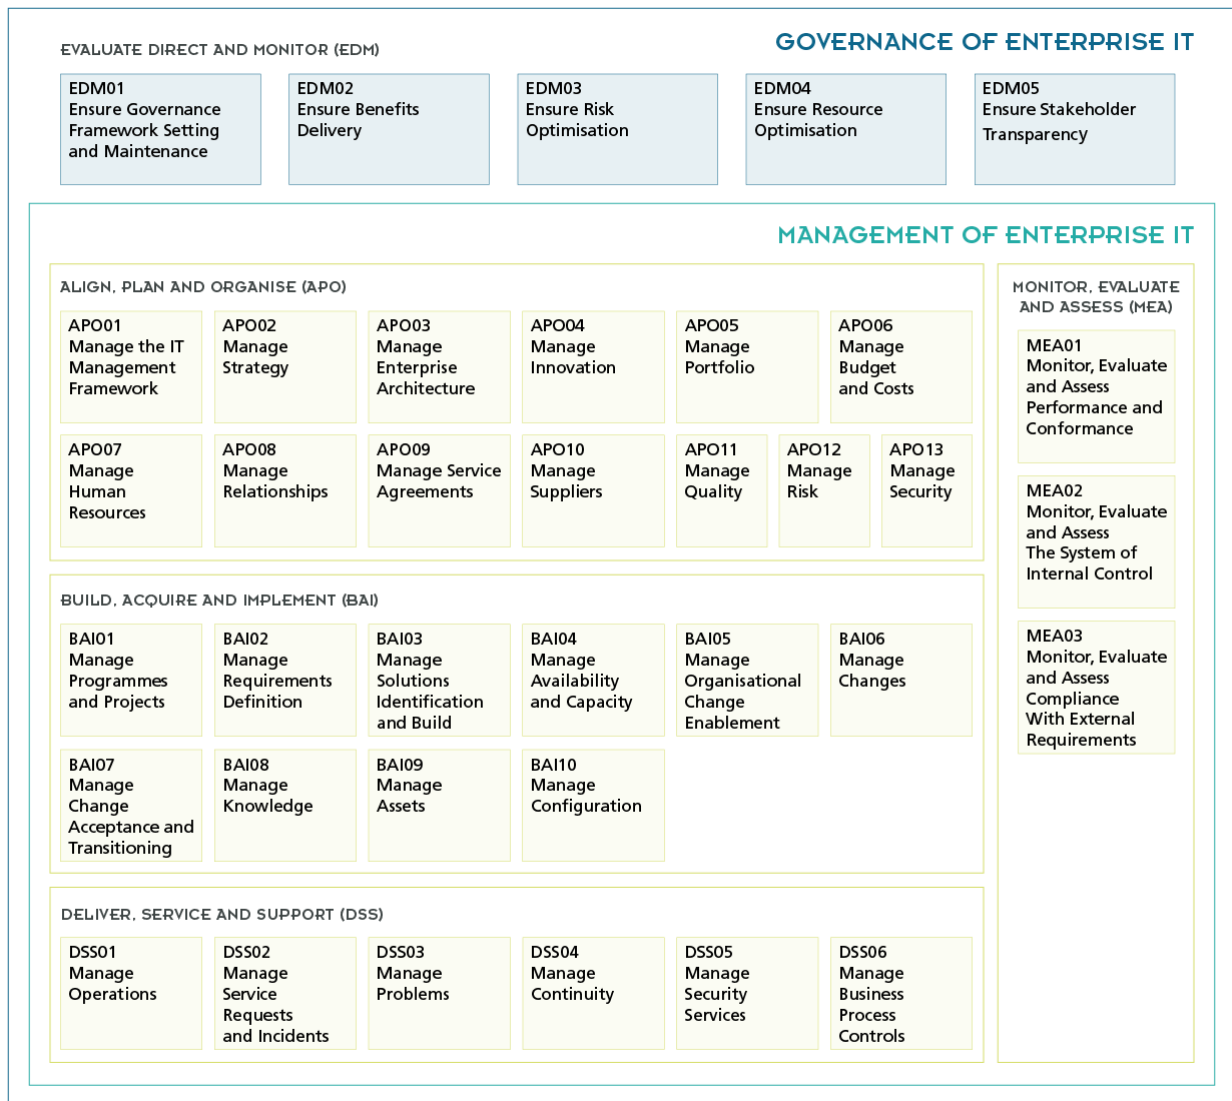 GOVERNANCE OF ENTERPRISE IT
EVALUATE DIRECT AND MONITOR (EDM)
EDM01
Ensure Governance
Framework Setting
and Maintenance
EDM02
Ensure Benefits
Delivery
EDM03
Ensure Risk
Optimisation
EDM04
Ensure Resource
Optimisation
EDM05
Ensure Stakeholder
Transparency
MANAGEMENT OF ENTERPRISE IT
ALIGN, PLAN AND ORGANISE (APO)
APO01
Manage the IT
Management
Framework
APO02
Manage
Strategy
APO03
Manage
Enterprise
Architecture
APO04
Manage
Innovation
APO05
Manage
Portfolio
APO06
Manage
Budget
and Costs
APO07
Manage
Human
Resources
APO08
Manage
Relationships
APO09
Manage Service
Agreements
APO10
Manage
Suppliers
APO11
Manage
Quality
APO12
Manage
Risk
APO13
Manage
Security
BUILD, ACQUIRE AND IMPLEMENT (BAI)
BAI01
Manage
Programmes
and Projects
BAI02
Manage
Requirements
Definition
BAI03
Manage
Solutions
Identification
and Build
BAI04
Manage
Availability
and Capacity
BAI05
Manage
Organisational
Change
Enablement
BAI06
Manage
Changes
BAI07
Manage
Change
Acceptance and
Transitioning
BAI08
Manage
Knowledge
BAI09
Manage
Assets
BAI10
Manage
Configuration
DELIVER, SERVICE AND SUPPORT (DSS)
DSS01
Manage
Operations
DSS02
Manage
Service
Requests
and Incidents
DSS03
Manage
Problems
DSS04
Manage
Continuity
DSS05
Manage
Security
Services
DSS06
Manage
Business
Process
Controls
MONITOR, EVALUATE
AND ASSESS (MEA)
MEA01
Monitor, Evaluate
and Assess
Performance and
Conformance
MEA02
Monitor, Evaluate
and Assess
The System of
Internal Control
MEA03
Monitor, Evaluate
and Assess
Compliance
With External
Requirements